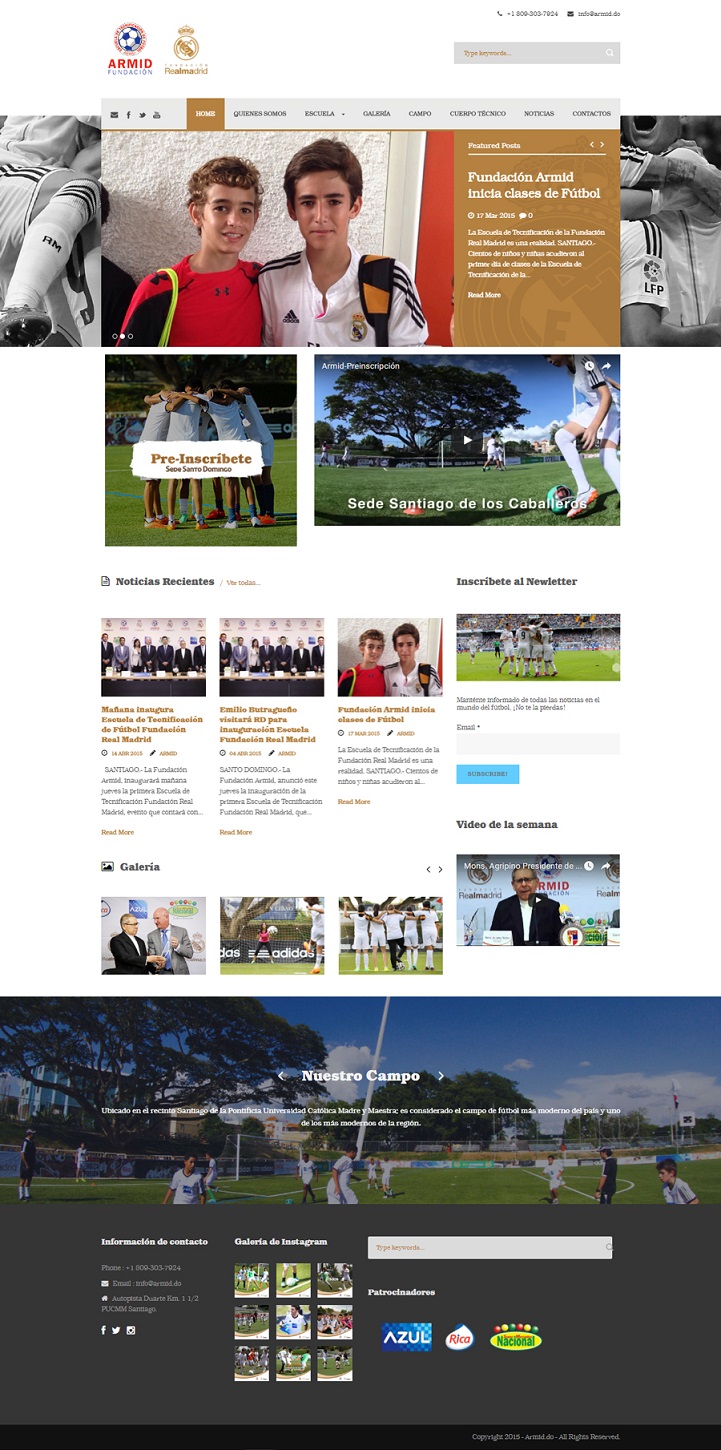 +1 809-303-7924 info@armid.do
ARMID
FUNDACIÓN
Realmadrid
Type keywords...
HOME QUIENES SOMOS ESCUELA GALERÍA CAMPO CUERPO TÉCNICO NOTICIAS CONTACTOS
RM
LFP
adidas
Featured Posts
Fundación Armid
inicia clases de Fútbol
17 Mar 2015 0
La Escuela de Tecnificación de la Fundación
Real Madrid es una realidad. SANTIAGO.-
Cientos de niños y niñas acudieron al
primer día de clases de la Escuela de
Tecnificación de la...
Read More
Pre-Inscríbete
Sede Santo Domingo
Armid-Preinscripción
Sede Santiago de los Caballeros
Noticias Recientes / Ver todas...
Mañana inaugura
Escuela de Tecnificación
de Fútbol Fundación
Real Madrid
14 ABR 2015 ARMID
SANTIAGO.- La Fundación
Armid, inaugurará mañana
jueves la primera Escuela de
Tecnificación Fundación Real
Madrid, evento que contará con...
Read More
Emilio Butragueño
visitará RD para
inauguración Escuela
Fundación Real Madrid
04 ABR 2015 ARMID
SANTO DOMINGO.- La
Fundación Armid, anunció este
jueves la inauguración de la
primera Escuela de Tecnificación
Fundación Real Madrid, que...
Read More
Fundación Armid inicia
clases de Fútbol
17 MAR 2015 ARMID
La Escuela de Tecnificación de la
Fundación Real Madrid es una
realidad. SANTIAGO.- Cientos de
niños y niñas acudieron al...
Read More
Inscríbete al Newletter
Manténte informado de todas las noticias en el
mundo del fútbol. ¡No te la pierdas!
Email *
SUBSCRIBE!
Video de la semana
Mons. Agripino Presidente de ...
Realmadrid
ARMID
FUNDACIÓN
Galería
AZUL
Nacional
adidas
adidas
Nuestro Campo
Ubicado en el recinto Santiago de la Pontificia Universidad Católica Madre y Maestra; es considerado el campo de fútbol más moderno del país y uno
de los más modernos de la región.
Información de contacto
Phone : +1 809-303-7924
Email : info@armid.do
Autopista Duarte Km. 1 1/2
PUCMM Santiago.
Galería de Instagram
Type keywords...
Patrocinadores
AZUL
Rica
Nacional
Copyright 2015 - Armid.do - All Rights Reserved.